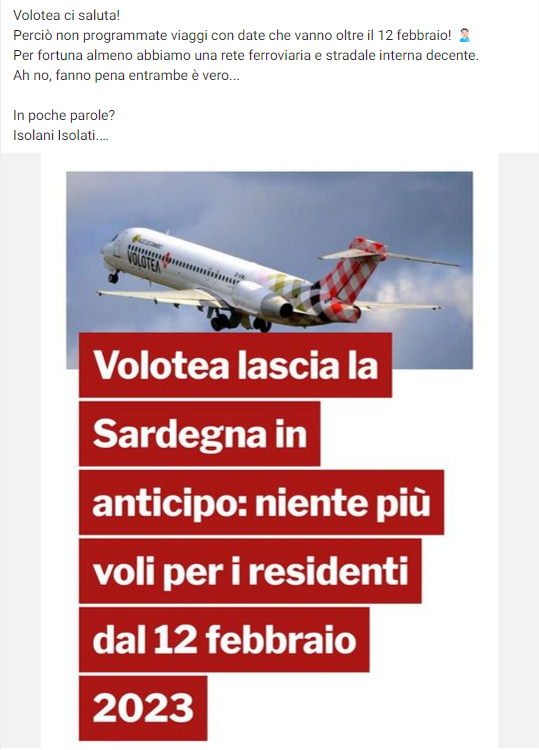 Volotea ci saluta!
Perciò non programmate viaggi con date che vanno oltre il 12 febbraio! 🤦🏻‍♂️
Per fortuna almeno abbiamo una rete ferroviaria e stradale interna decente.
Ah no, fanno pena entrambe è vero...
In poche parole?
Isolani Isolati....
VOLOTEA
Volotea lascia la
Sardegna in
anticipo: niente più
voli per i residenti
dal 12 febbraio
2023